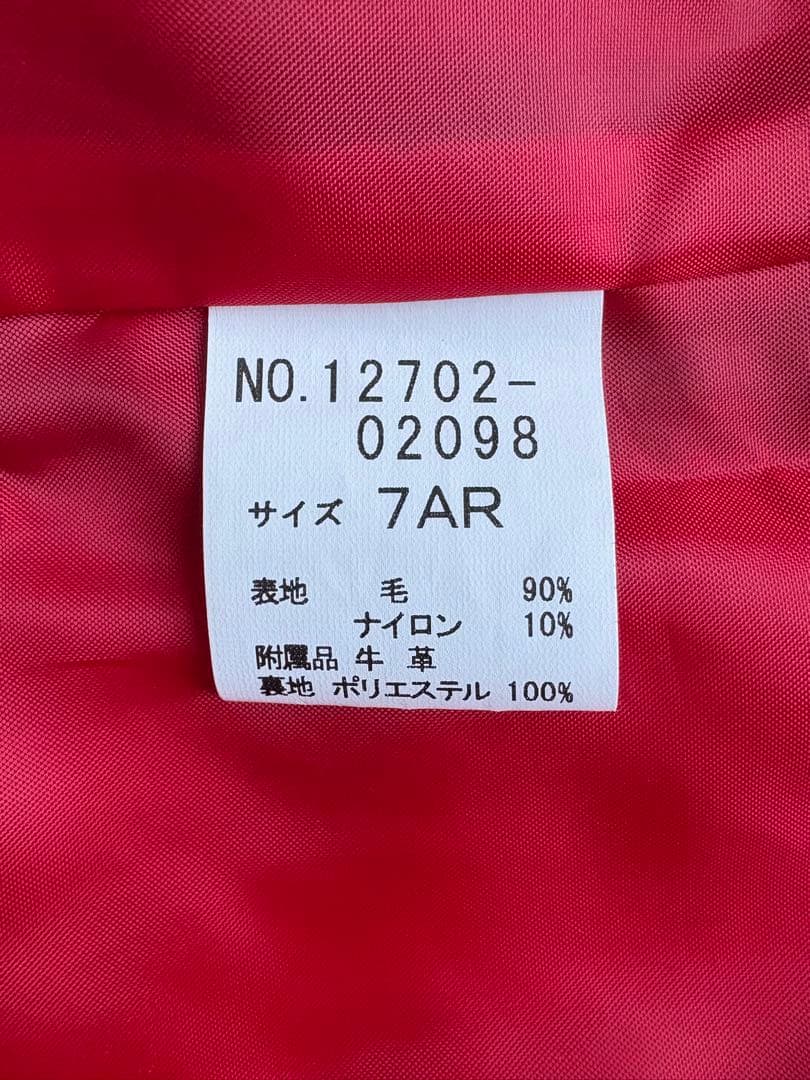 NO.12702-
02098
サイズ 7AR
表地 毛 90%
ナイロン 10%
附属品 牛 革
裏地 ポリエステル 100%